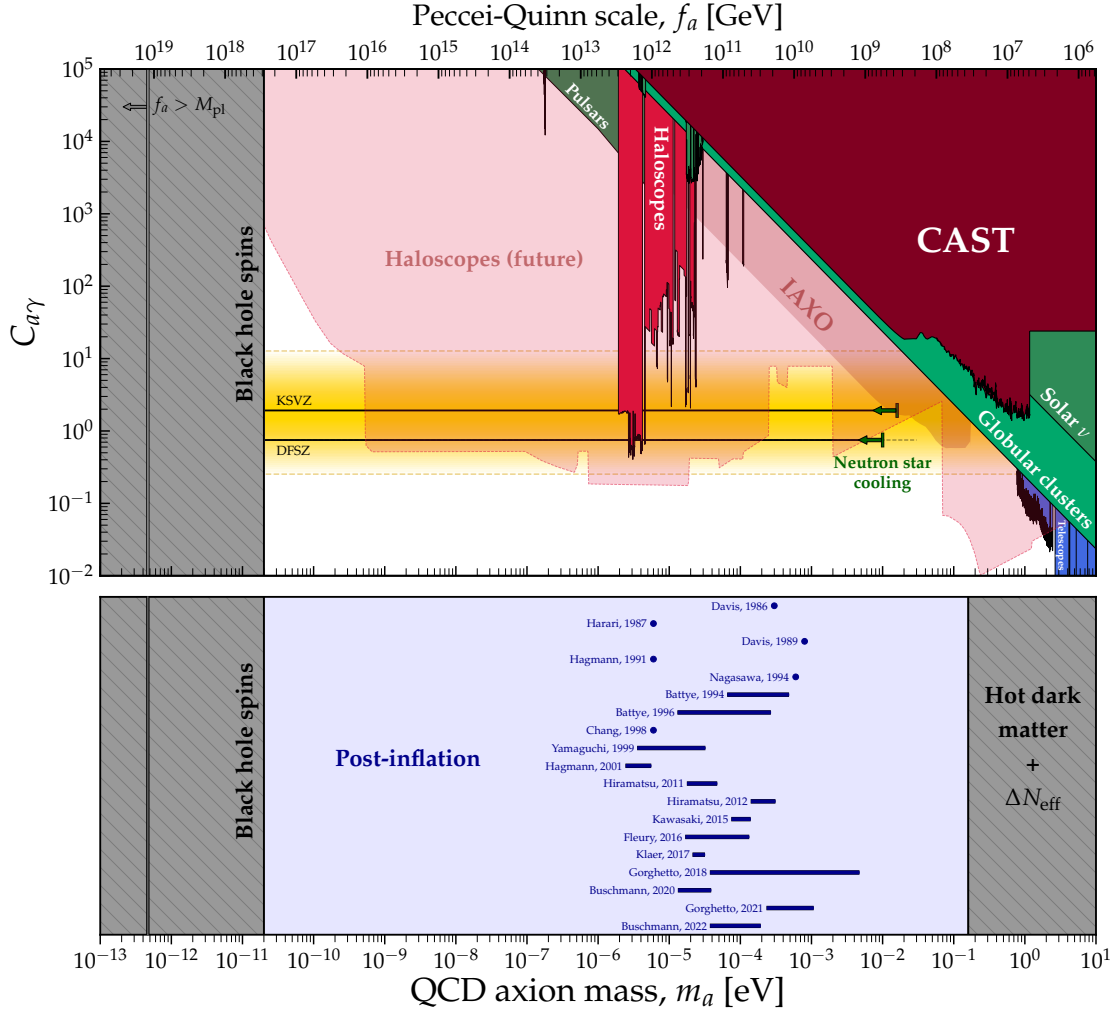 Peccei-Quinn scale, f_a [GeV]
10^19 10^18 10^17 10^16 10^15 10^14 10^13 10^12 10^11 10^10 10^9 10^8 10^7 10^6
C_aγ
10^5
10^4
10^3
10^2
10^1
10^0
10^−1
10^−2
f_a > M_pl
Black hole spins
Pulsars
Haloscopes
Haloscopes (future)
CAST
IAXO
KSVZ
DFSZ
Neutron star
cooling
Solar ν
Globular clusters
Telescopes
Black hole spins
Post-inflation
Davis, 1986
Harari, 1987
Davis, 1989
Hagmann, 1991
Nagasawa, 1994
Battye, 1994
Battye, 1996
Chang, 1998
Yamaguchi, 1999
Hagmann, 2001
Hiramatsu, 2011
Hiramatsu, 2012
Kawasaki, 2015
Fleury, 2016
Klaer, 2017
Gorghetto, 2018
Buschmann, 2020
Gorghetto, 2021
Buschmann, 2022
Hot dark
matter
+
ΔN_eff
10^−13 10^−12 10^−11 10^−10 10^−9 10^−8 10^−7 10^−6 10^−5 10^−4 10^−3 10^−2 10^−1 10^0 10^1
QCD axion mass, m_a [eV]